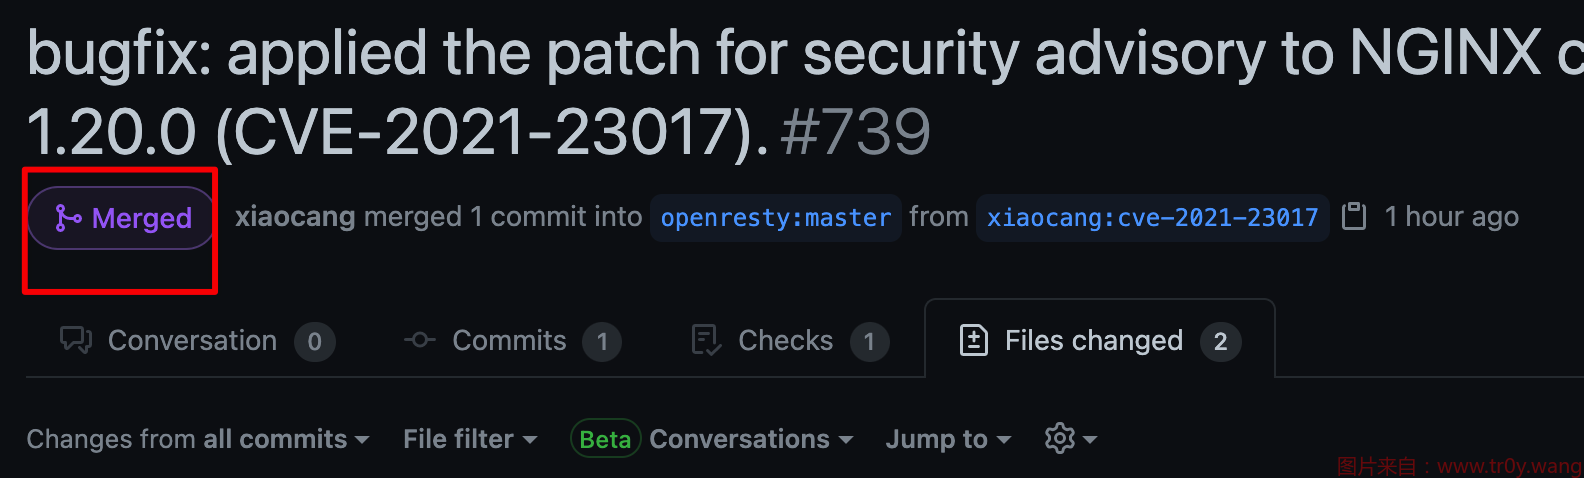 bugfix: applied the patch for security advisory to NGINX c
1.20.0 (CVE-2021-23017). #739
Merged xiaocang merged 1 commit into openresty:master from xiaocang:cve-2021-23017 1 hour ago
Conversation 0 Commits 1 Checks 1 Files changed 2
Changes from all commits File filter Beta Conversations Jump to
图片来自：www.tr0y.wang